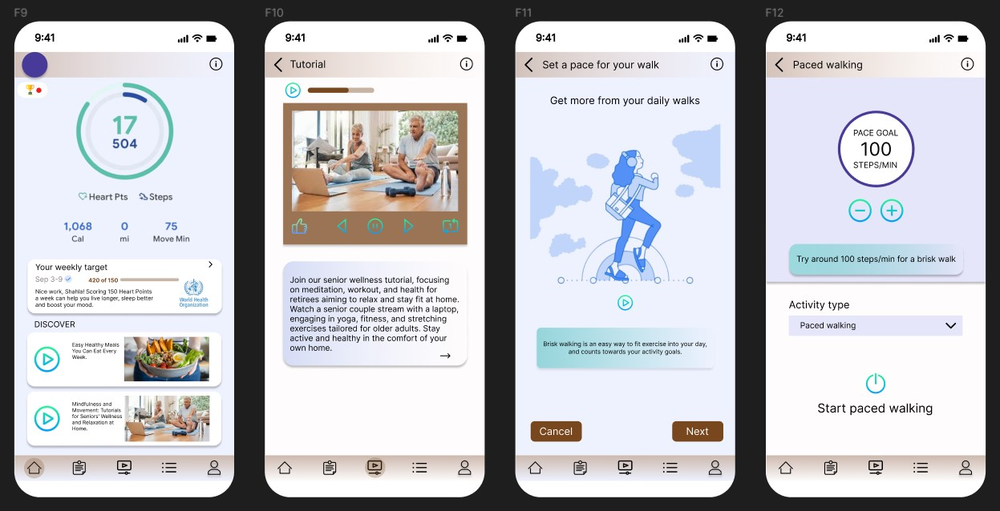 F9
9:41
17
504
Heart Pts
Steps
1,068
Cal
0
mi
75
Move Min
Your weekly target
Sep 3-9
420 of 150
Nice work, Shahla! Scoring 150 Heart Points
a week can help you live longer, sleep better
and boost your mood.
World Health
Organization
DISCOVER
Easy Healthy Meals
You Can Eat Every
Week.
Mindfulness and
Movement: Tutorials
for Seniors' Wellness
and Relaxation at
Home.
F10
9:41
Tutorial
1
Join our senior wellness tutorial, focusing
on meditation, workout, and health for
retirees aiming to relax and stay fit at home.
Watch a senior couple stream with a laptop,
engaging in yoga, fitness, and stretching
exercises tailored for older adults. Stay
active and healthy in the comfort of your
own home.
F11
9:41
Set a pace for your walk
Get more from your daily walks
Brisk walking is an easy way to fit exercise into your day,
and counts towards your activity goals.
Cancel
Next
F12
9:41
Paced walking
PACE GOAL
100
STEPS/MIN
Try around 100 steps/min for a brisk walk
Activity type
Paced walking
Start paced walking